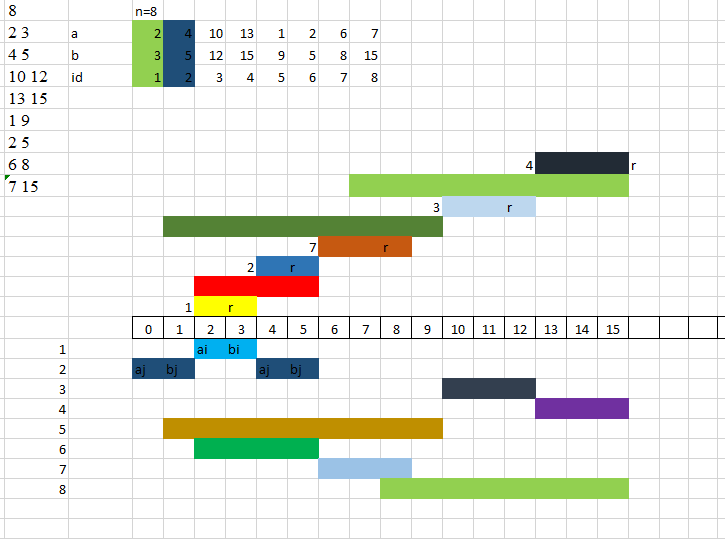 8 n=8
2 3 a 2 4 10 13 1 2 6 7
4 5 b 3 5 12 15 9 5 8 15
10 12 id 1 2 3 4 5 6 7 8
13 15
1 9
2 5
6 8 4 r
7 15
3 r
7 r
2 r
1 r
0 1 2 3 4 5 6 7 8 9 10 11 12 13 14 15
1 ai bi
2 aj bj aj bj
3
4
5
6
7
8